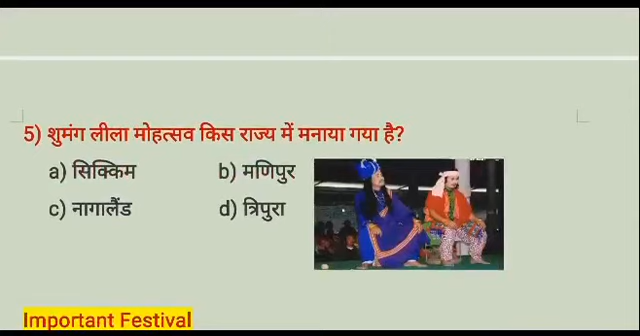 5) शुमंग लीला मोहत्सव किस राज्य में मनाया गया है?
a) सिक्किम b) मणिपुर
c) नागालैंड d) त्रिपुरा
Important Festival